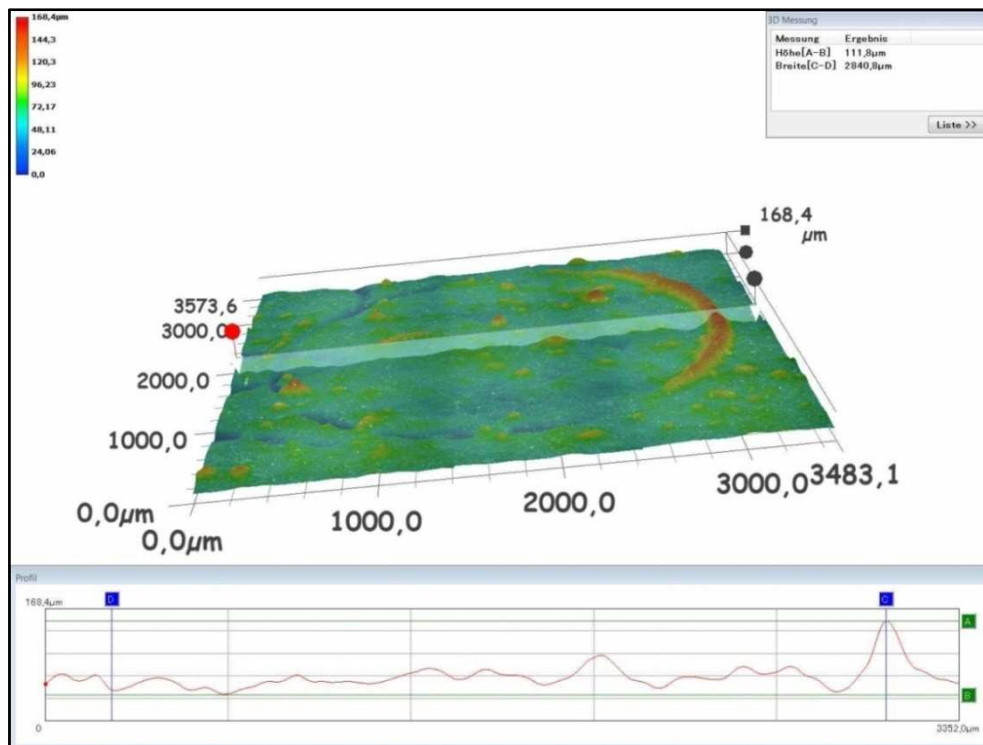 168,4µm
144,3
120,3
96,23
72,17
48,11
24,06
0,0
3D Messung
Messung Ergebnis
Höhe[A-B] 111,8µm
Breite[C-D] 2840,8µm
Liste >>
168,4
µm
3573,6
3000,0
2000,0
1000,0
0,0µm
0,0µm
1000,0
2000,0
3000,0
3483,1
Profil
168,4µm
D
C
A
B
0
3352,0µm